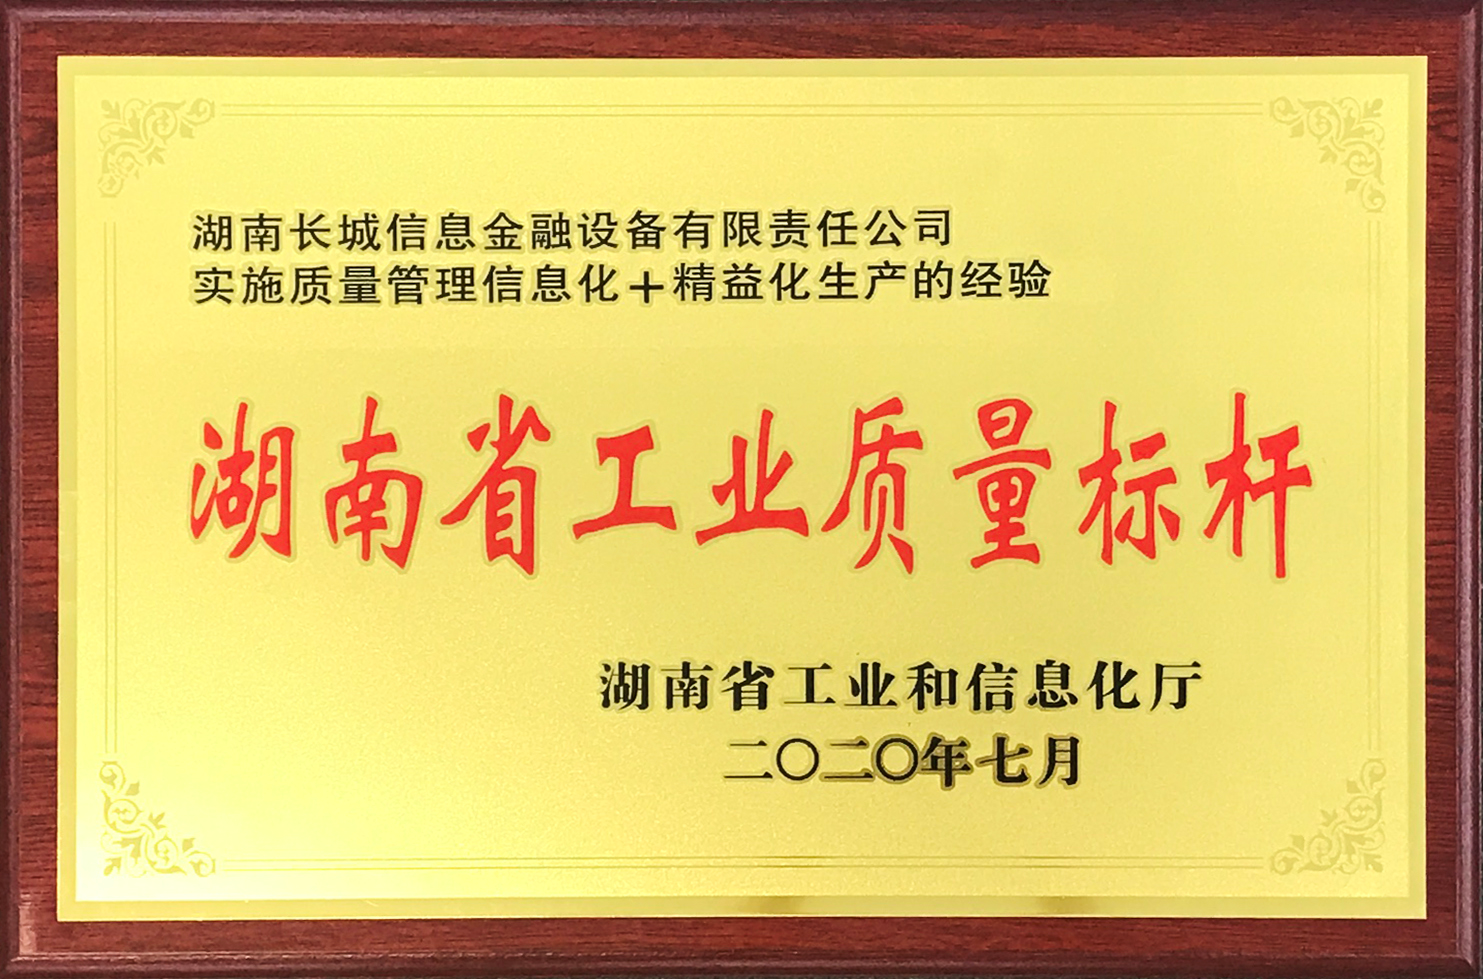 湖南长城信息金融设备有限责任公司
实施质量管理信息化+精益化生产的经验
湖南省工业质量标杆
湖南省工业和信息化厅
二〇二〇年七月